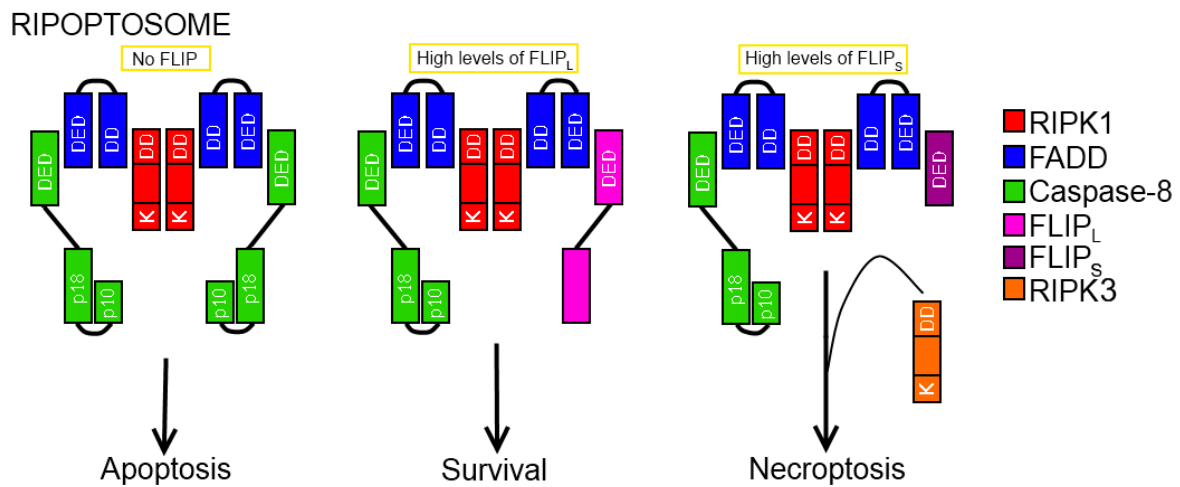 RIPOPTOSOME
No FLIP
High levels of FLIPL
High levels of FLIPS
DED DED DD DD DD DD DED DED
K K
p18 p10 p10 p18
DED DED DD DD DD DD DED DED
K K
p18 p10
DED DED DD DD DD DD DED DED
K K
p18 p10
DD
K
RIPK1
FADD
Caspase-8
FLIPL
FLIPS
RIPK3
Apoptosis
Survival
Necroptosis